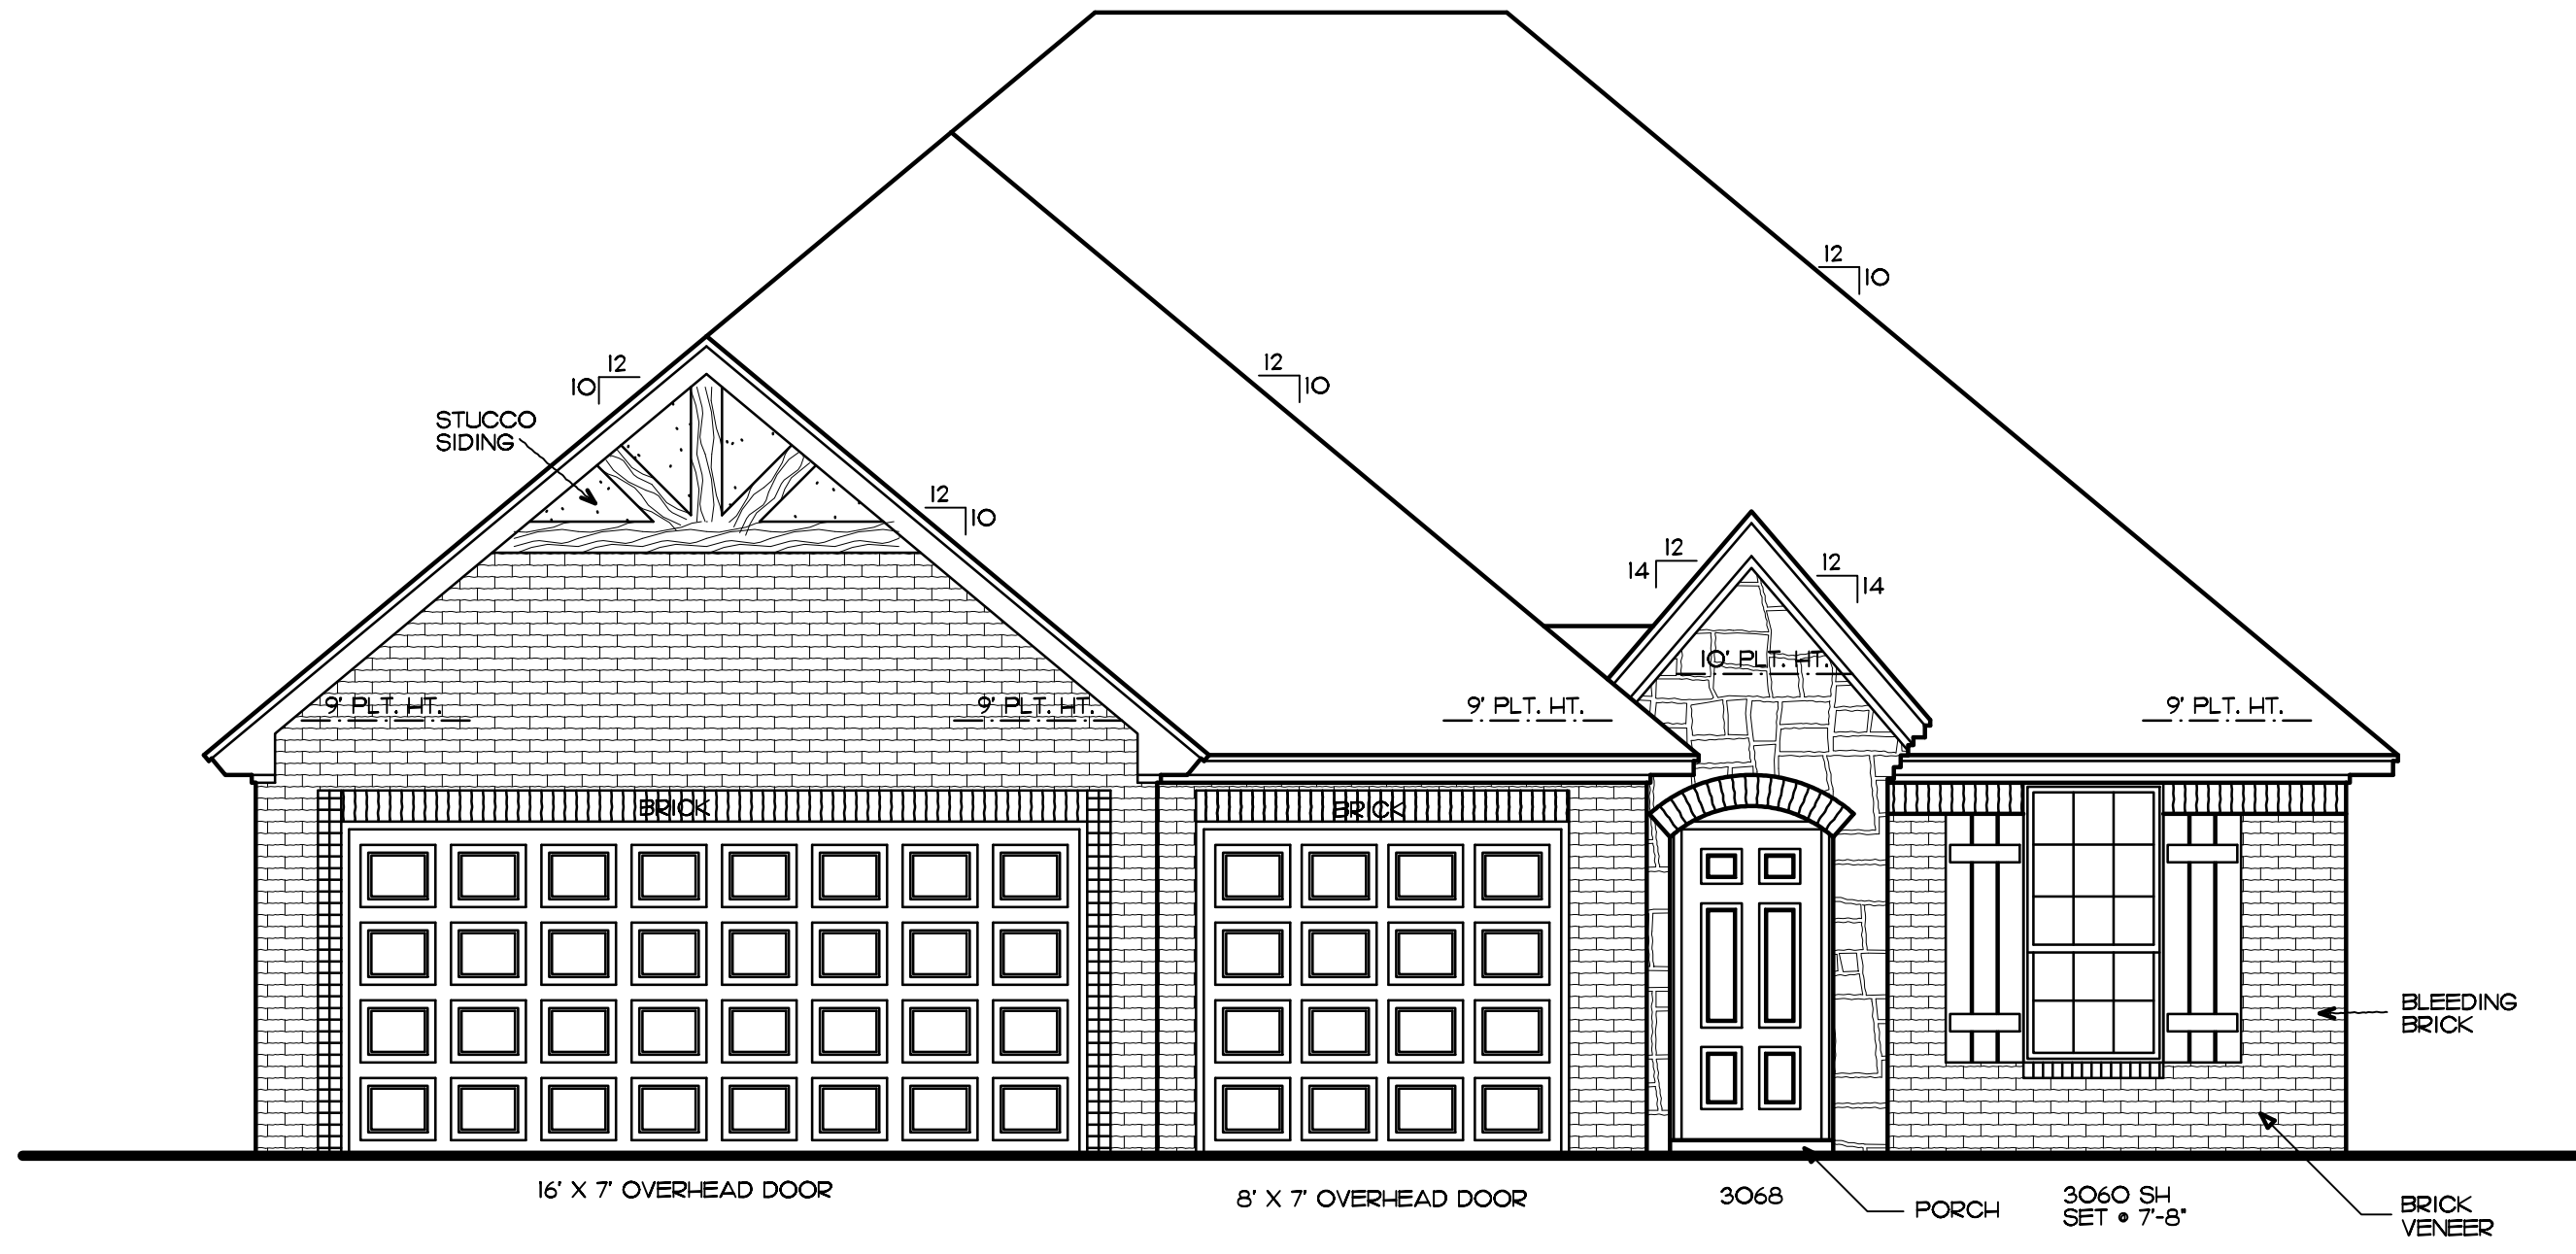 12
10
12
10
12
10
STUCCO
SIDING
12
10
12
14
12
14
10' PLT. HT.
9' PLT. HT.
9' PLT. HT.
9' PLT. HT.
9' PLT. HT.
BRICK
BRICK
BLEEDING
BRICK
16' X 7' OVERHEAD DOOR
8' X 7' OVERHEAD DOOR
3068
PORCH
3060 SH
SET @ 7'-8"
BRICK
VENEER